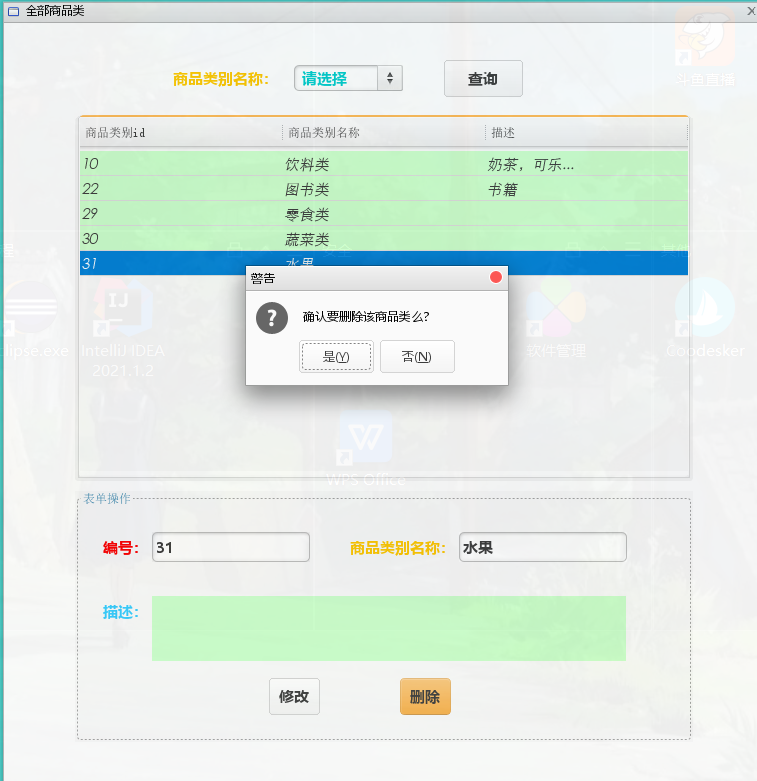 全部商品类
商品类别名称： 请选择 查询
斗鱼直播
商品类别id 商品类别名称 描述
10 饮料类 奶茶，可乐...
22 图书类 书籍
29 零食类
30 蔬菜类
31 水果
警告
确认要删除该商品类么?
是(Y) 否(N)
clipse.exe IntelliJ IDEA
2021.1.2
软件管理 Goodesker
WPS Office
表单操作
编号： 31 商品类别名称： 水果
描述：
修改 删除